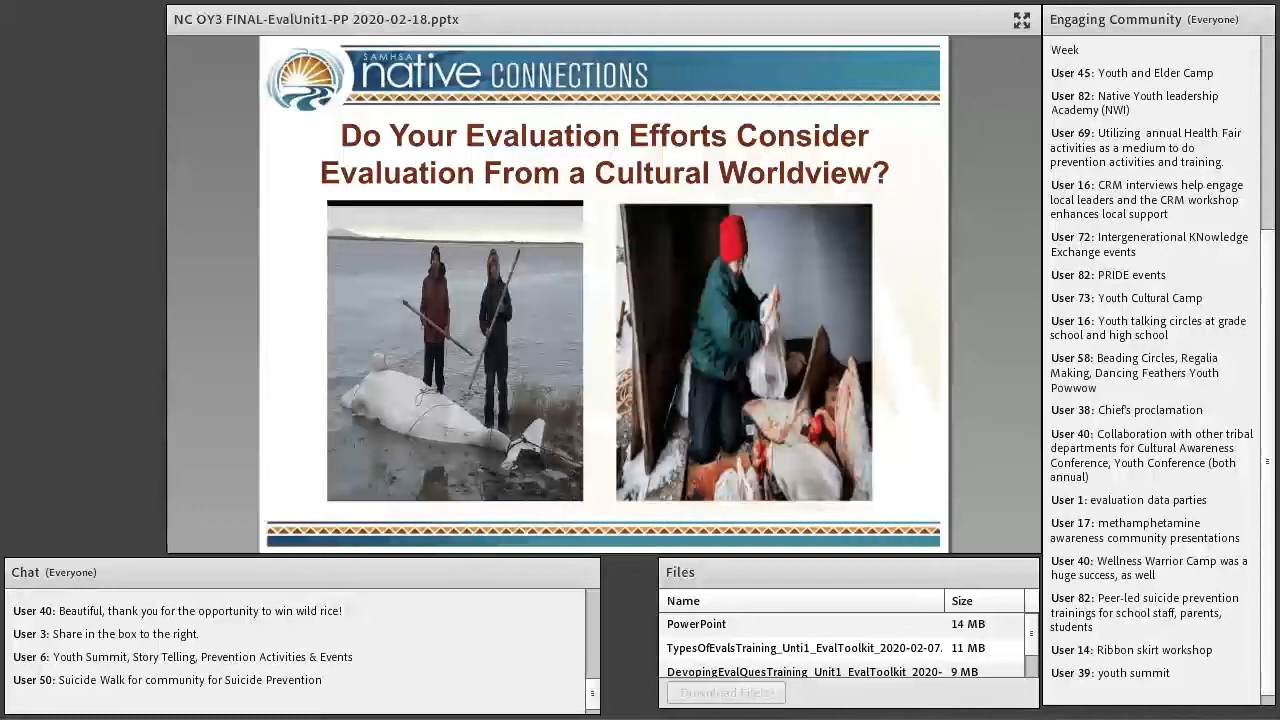 NC OY3 FINAL-EvalUnit1-PP 2020-02-18.pptx
SAMHSA
native CONNECTIONS
Do Your Evaluation Efforts Consider
Evaluation From a Cultural Worldview?
Engaging Community (Everyone)
Week
User 45: Youth and Elder Camp
User 82: Native Youth leadership
Academy (NWI)
User 69: Utilizing annual Health Fair
activities as a medium to do
prevention activities and training.
User 16: CRM interviews help engage
local leaders and the CRM workshop
enhances local support
User 72: Intergenerational KNowledge
Exchange events
User 82: PRIDE events
User 73: Youth Cultural Camp
User 16: Youth talking circles at grade
school and high school
User 58: Beading Circles, Regalia
Making, Dancing Feathers Youth
Powwow
User 38: Chief's proclamation
User 40: Collaboration with other tribal
departments for Cultural Awareness
Conference, Youth Conference (both
annual)
User 1: evaluation data parties
User 17: methamphetamine
awareness community presentations
User 40: Wellness Warrior Camp was a
huge success, as well
User 82: Peer-led suicide prevention
trainings for school staff, parents,
students
User 14: Ribbon skirt workshop
User 39: youth summit
Chat (Everyone)
User 40: Beautiful, thank you for the opportunity to win wild rice!
User 3: Share in the box to the right.
User 6: Youth Summit, Story Telling, Prevention Activities & Events
User 50: Suicide Walk for community for Suicide Prevention
Files
Name Size
PowerPoint 14 MB
TypesOfEvalsTraining_Unti1_EvalToolkit_2020-02-07. 11 MB
DevopingEvalQuesTraining_Unit1_EvalToolkit_2020- 9 MB
Download File(s)